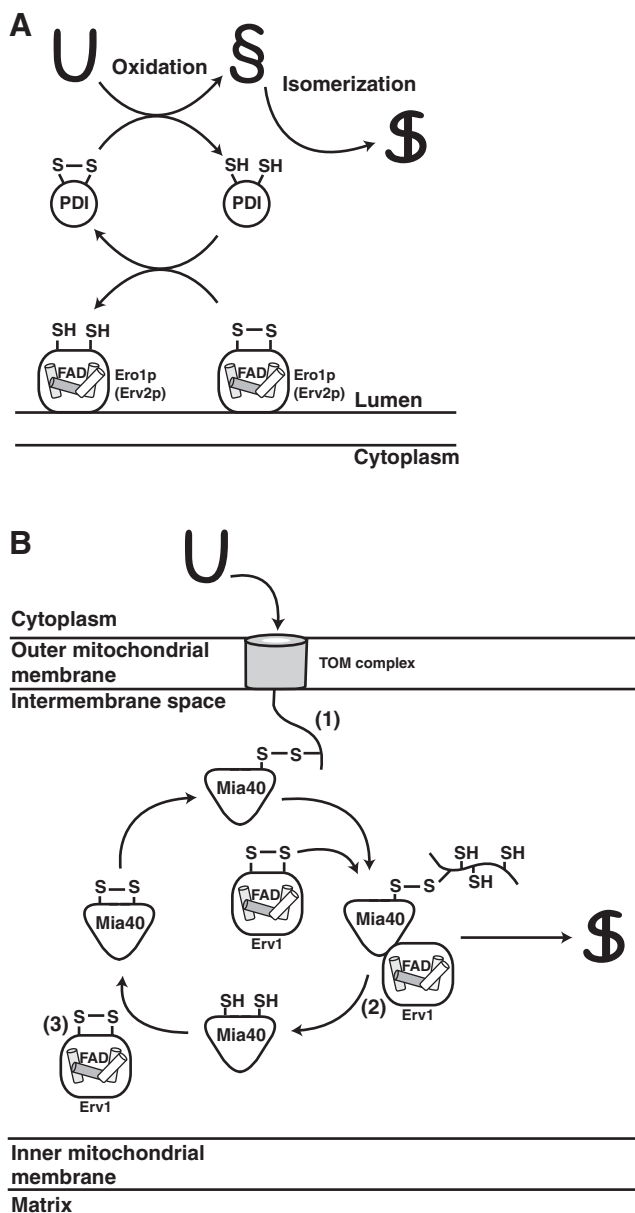 A
Oxidation
Isomerization
S–S
SH SH
PDI
PDI
SH SH
S–S
FAD
Ero1p
(Erv2p)
FAD
Ero1p
(Erv2p)
Lumen
Cytoplasm
B
Cytoplasm
Outer mitochondrial
membrane
TOM complex
Intermembrane space
(1)
S–S
Mia40
S–S
FAD
Erv1
SH
SH
SH
S–S
Mia40
S–S
Mia40
FAD
Erv1
(2)
SH SH
Mia40
(3)
S–S
FAD
Erv1
Inner mitochondrial
membrane
Matrix